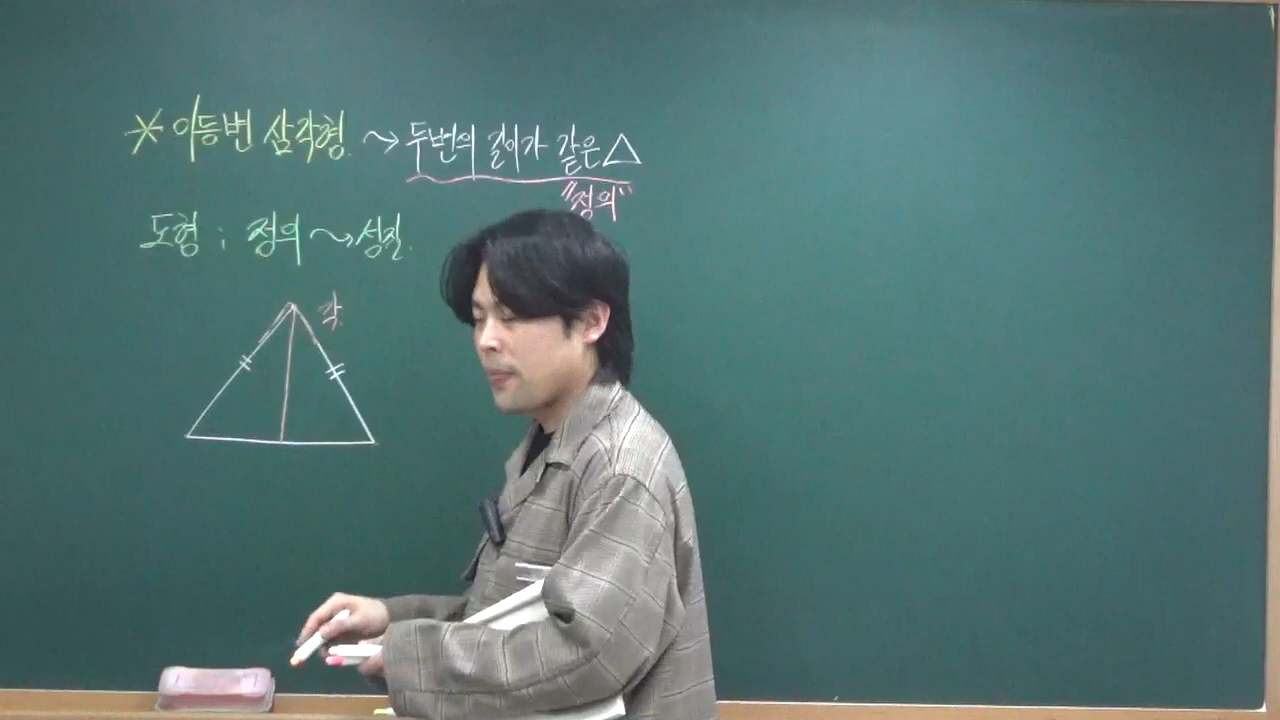 * 이등변 삼각형. ~> 두변의 길이가 같은 △
"정의"
도형 : 정의 ~> 성질.
각.